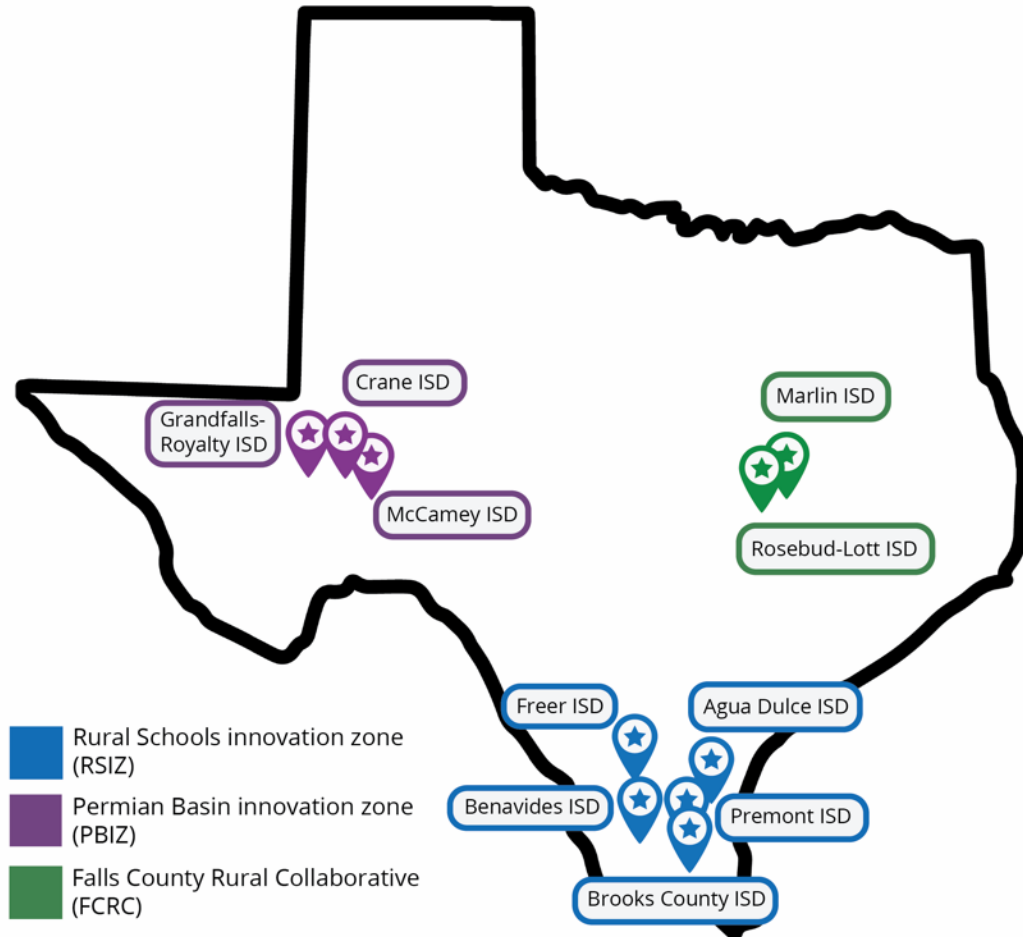 Crane ISD
Grandfalls-
Royalty ISD
McCamey ISD
Marlin ISD
Rosebud-Lott ISD
Freer ISD
Agua Dulce ISD
Benavides ISD
Premont ISD
Brooks County ISD
Rural Schools innovation zone
(RSIZ)
Permian Basin innovation zone
(PBIZ)
Falls County Rural Collaborative
(FCRC)